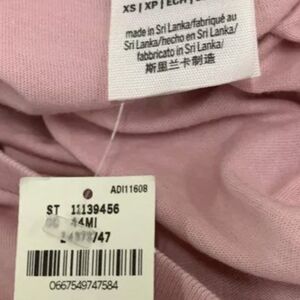 XS | XP | ECH |
made in Sri Lanka/fabriqué au
Sri Lanka/hecho en Sri Lanka/
fabbricato in Sri Lanka/
斯里兰卡制造
ADI11608
ST 11139456
44MI
0667549747584